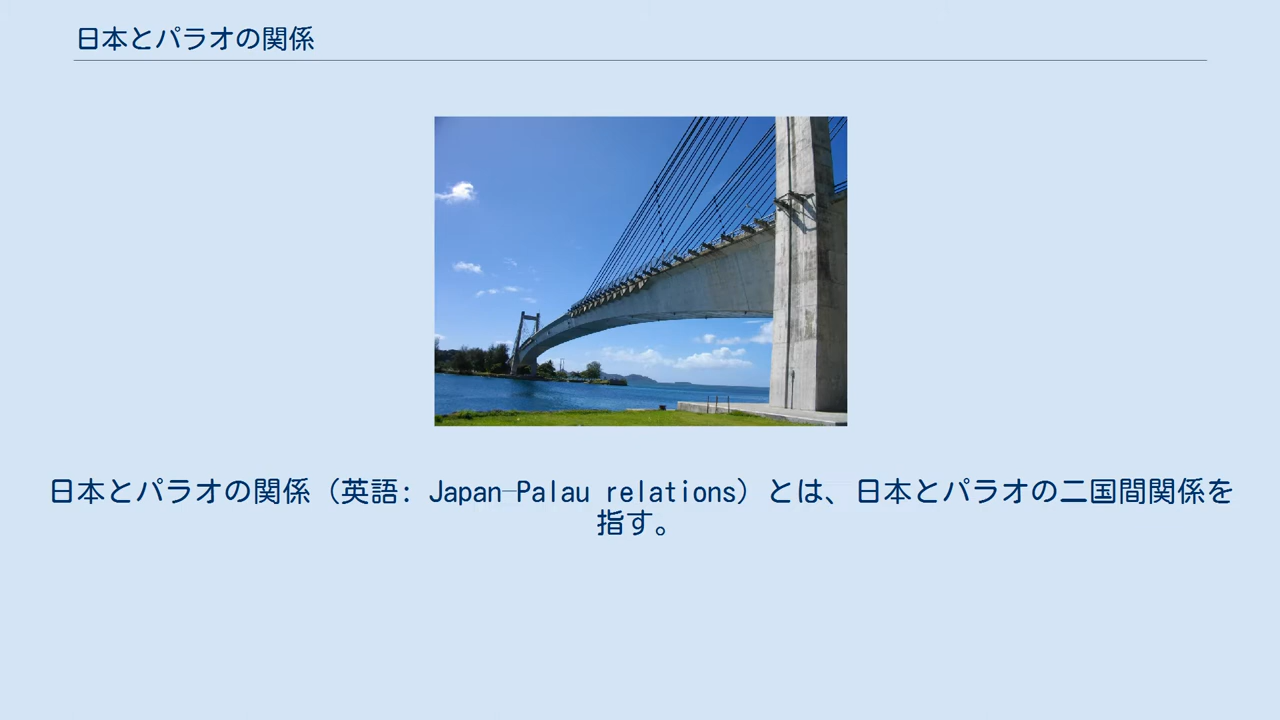 日本とパラオの関係
日本とパラオの関係（英語: Japan–Palau relations）とは、日本とパラオの二国間関係を
指す。